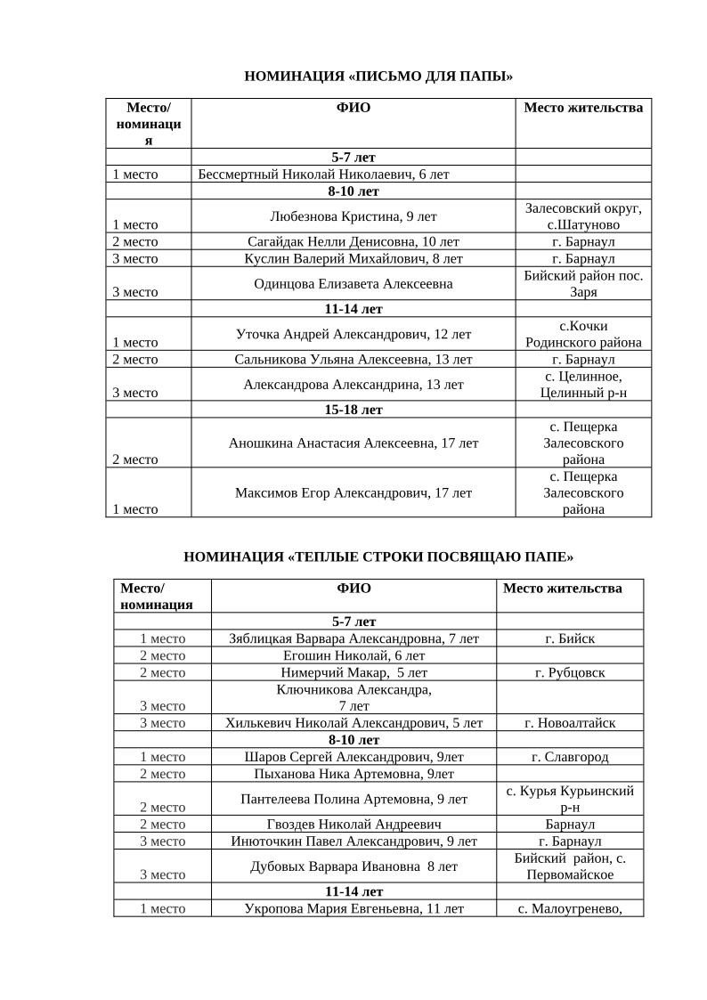 НОМИНАЦИЯ «ПИСЬМО ДЛЯ ПАПЫ»
Место/ ФИО Место жительства
номинаци
я
5-7 лет
1 место Бессмертный Николай Николаевич, 6 лет
8-10 лет
Залесовский округ,
1 место Любезнова Кристина, 9 лет с.Шатуново
2 место Сагайдак Нелли Денисовна, 10 лет г. Барнаул
3 место Куслин Валерий Михайлович, 8 лет г. Барнаул
Бийский район пос.
3 место Одинцова Елизавета Алексеевна Заря
11-14 лет
с.Кочки
1 место Уточка Андрей Александрович, 12 лет Родинского района
2 место Сальникова Ульяна Алексеевна, 13 лет г. Барнаул
с. Целинное,
3 место Александрова Александрина, 13 лет Целинный р-н
15-18 лет
с. Пещерка
Аношкина Анастасия Алексеевна, 17 лет Залесовского
2 место района
с. Пещерка
Максимов Егор Александрович, 17 лет Залесовского
1 место района
НОМИНАЦИЯ «ТЕПЛЫЕ СТРОКИ ПОСВЯЩАЮ ПАПЕ»
Место/ ФИО Место жительства
номинация
5-7 лет
1 место Зяблицкая Варвара Александровна, 7 лет г. Бийск
2 место Егошин Николай, 6 лет
2 место Нимерчий Макар, 5 лет г. Рубцовск
Ключникова Александра,
3 место 7 лет
3 место Хилькевич Николай Александрович, 5 лет г. Новоалтайск
8-10 лет
1 место Шаров Сергей Александрович, 9лет г. Славгород
2 место Пыханова Ника Артемовна, 9лет
с. Курья Курьинский
2 место Пантелеева Полина Артемовна, 9 лет р-н
2 место Гвоздев Николай Андреевич Барнаул
3 место Инюточкин Павел Александрович, 9 лет г. Барнаул
Бийский район, с.
3 место Дубовых Варвара Ивановна 8 лет Первомайское
11-14 лет
1 место Укропова Мария Евгеньевна, 11 лет с. Малоугренево,